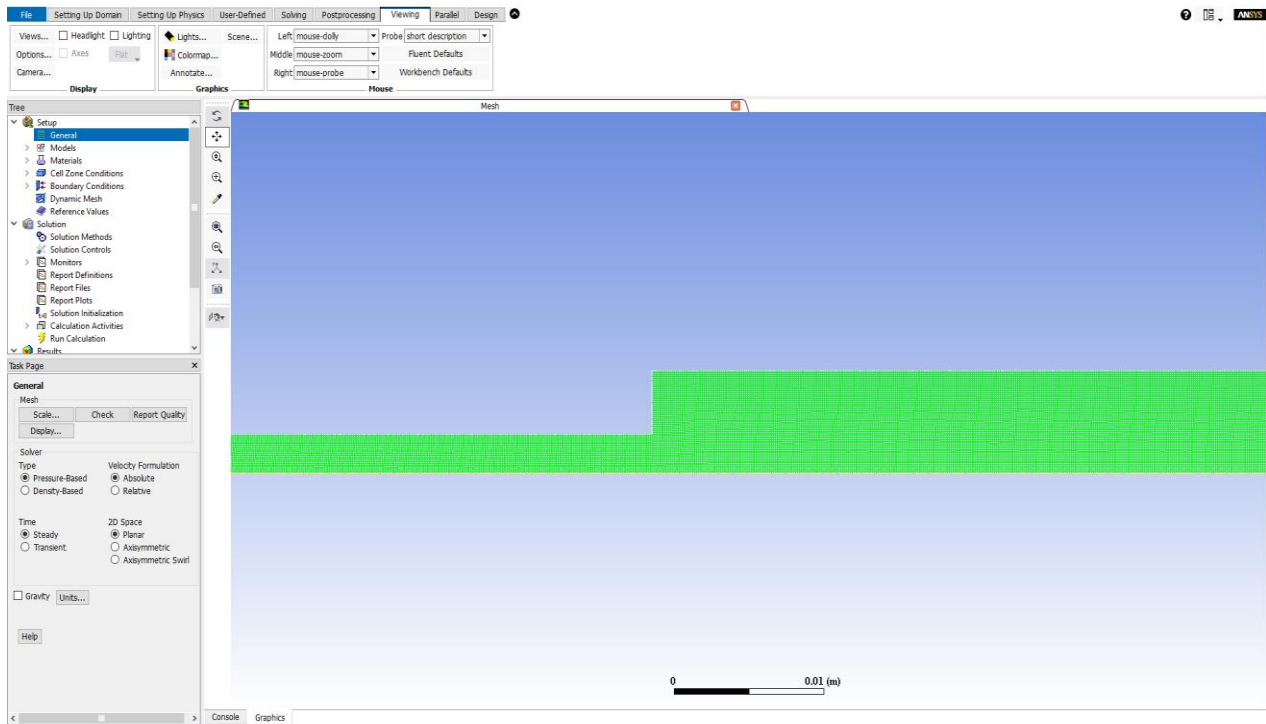 File Setting Up Domain Setting Up Physics User-Defined Solving Postprocessing Viewing Parallel Design ANSYS
Views... Headlight Lighting Lights... Scene... Left mouse-dolly Probe short description
Options... Axes Flat Colormap... Middle mouse-zoom Fluent Defaults
Camera... Annotate... Right mouse-probe Workbench Defaults
Display Graphics Mouse
Tree
Mesh
Setup
General
Models
Materials
Cell Zone Conditions
Boundary Conditions
Dynamic Mesh
Reference Values
Solution
Solution Methods
Solution Controls
Monitors
Report Definitions
Report Files
Report Plots
Solution Initialization
Calculation Activities
Run Calculation
Results
Task Page
General
Mesh
Scale... Check Report Quality
Display...
Solver
Type Velocity Formulation
Pressure-Based Absolute
Density-Based Relative
Time 2D Space
Steady Planar
Transient Axisymmetric
Axisymmetric Swirl
Gravity Units...
Help
0 0.01 (m)
Console Graphics